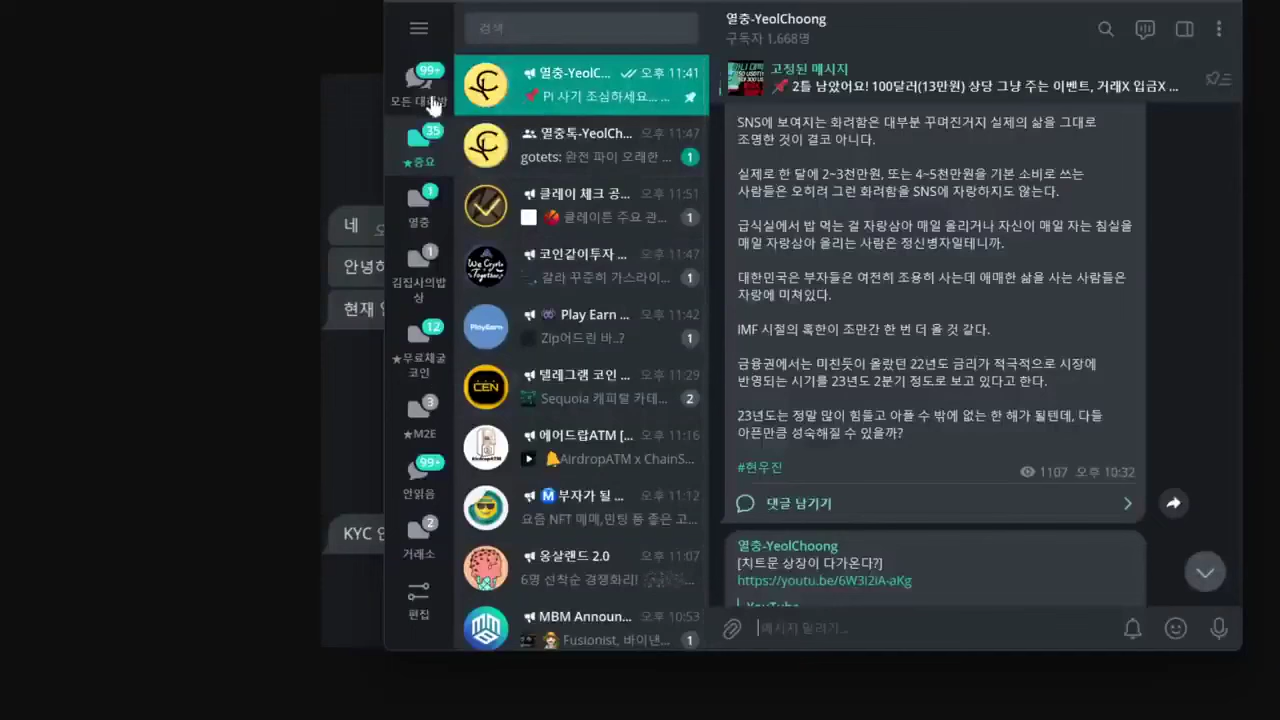 네
안녕하
현재
KYC
99+
모든 대화방
35
★중요
1
열충
1
김집사의밥
상
12
★무료채굴
코인
3
★M2E
99+
안읽음
2
거래소
편집
검색
열충-YeolC... 오후 11:41
📌 Pi 사기 조심하세요... ...
열충톡-YeolCh... 오후 11:47
gotets: 완전 파이 오래한 ... 1
클레이 체크 공... 오후 11:51
클레이튼 주요 관... 1
코인같이투자 ... 오후 11:47
갈라 꾸준히 가스라이... 1
👾 Play Earn ... 오후 11:42
Zip어드린 바..? 1
텔레그램 코인 ... 오후 11:29
Sequoia 캐피털 카테... 2
에어드랍ATM [... 오후 11:16
🔔AirdropATM x ChainS...
Ⓜ️ 부자가 될 ... 오후 11:12
요즘 NFT 매매,민팅 풍 좋은 고...
옹살랜드 2.0 오후 11:07
6명 선착순 경쟁화리!
MBM Announ... 오후 10:53
Fusionist, 바이낸... 1
We Crypto Together
PlayEarn
CEN
AirdropATM
열충-YeolChoong
구독자 1,668명
고정된 메시지
📌 2틀 남았어요! 100달러(13만원) 상당 그냥 주는 이벤트, 거래X 입금X ...
SNS에 보여지는 화려함은 대부분 꾸며진거지 실제의 삶을 그대로
조명한 것이 결코 아니다.
실제로 한 달에 2~3천만원, 또는 4~5천만원을 기본 소비로 쓰는
사람들은 오히려 그런 화려함을 SNS에 자랑하지도 않는다.
급식실에서 밥 먹는 걸 자랑삼아 매일 올리거나 자신이 매일 자는 침실을
매일 자랑삼아 올리는 사람은 정신병자일테니까.
대한민국은 부자들은 여전히 조용히 사는데 애매한 삶을 사는 사람들은
자랑에 미쳐있다.
IMF 시절의 혹한이 조만간 한 번 더 올 것 같다.
금융권에서는 미친듯이 올랐던 22년도 금리가 적극적으로 시장에
반영되는 시기를 23년도 2분기 정도로 보고 있다고 한다.
23년도는 정말 많이 힘들고 아플 수 밖에 없는 한 해가 될텐데, 다들
아픈만큼 성숙해질 수 있을까?
#현우진
1107 오후 10:32
댓글 남기기
열충-YeolChoong
[치트문 상장이 다가온다?]
https://youtu.be/6W3I2iA-aKg
YouTube
메시지 달려기...